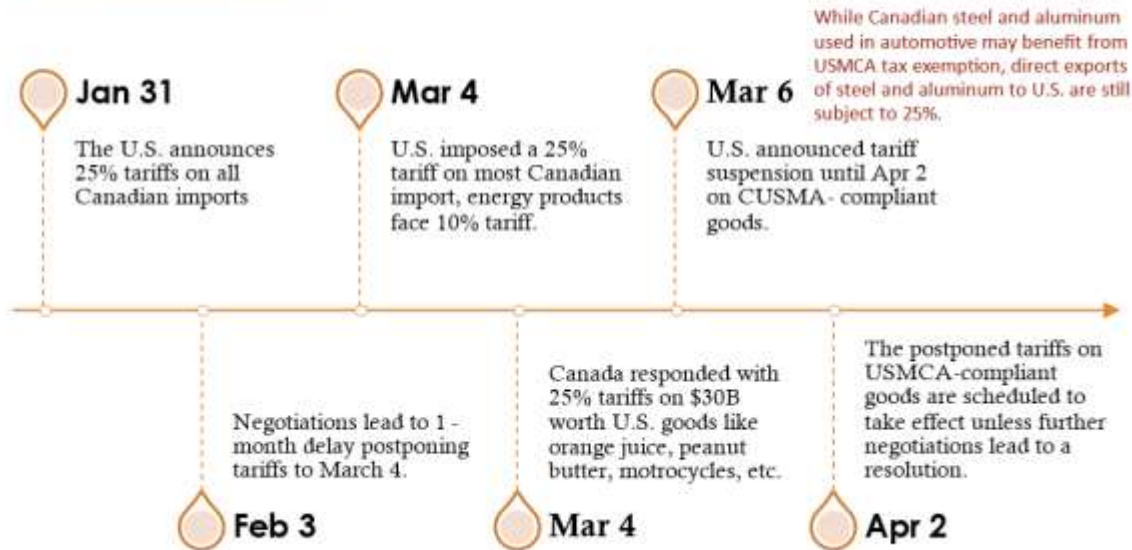 While Canadian steel and aluminum
used in automotive may benefit from
USMCA tax exemption, direct exports
of steel and aluminum to U.S. are still
subject to 25%.
Jan 31
The U.S. announces
25% tariffs on all
Canadian imports
Mar 4
U.S. imposed a 25%
tariff on most Canadian
import, energy products
face 10% tariff.
Mar 6
U.S. announced tariff
suspension until Apr 2
on CUSMA- compliant
goods.
Negotiations lead to 1 -
month delay postponing
tariffs to March 4.
Feb 3
Canada responded with
25% tariffs on $30B
worth U.S. goods like
orange juice, peanut
butter, motrocycles, etc.
Mar 4
The postponed tariffs on
USMCA-compliant
goods are scheduled to
take effect unless further
negotiations lead to a
resolution.
Apr 2